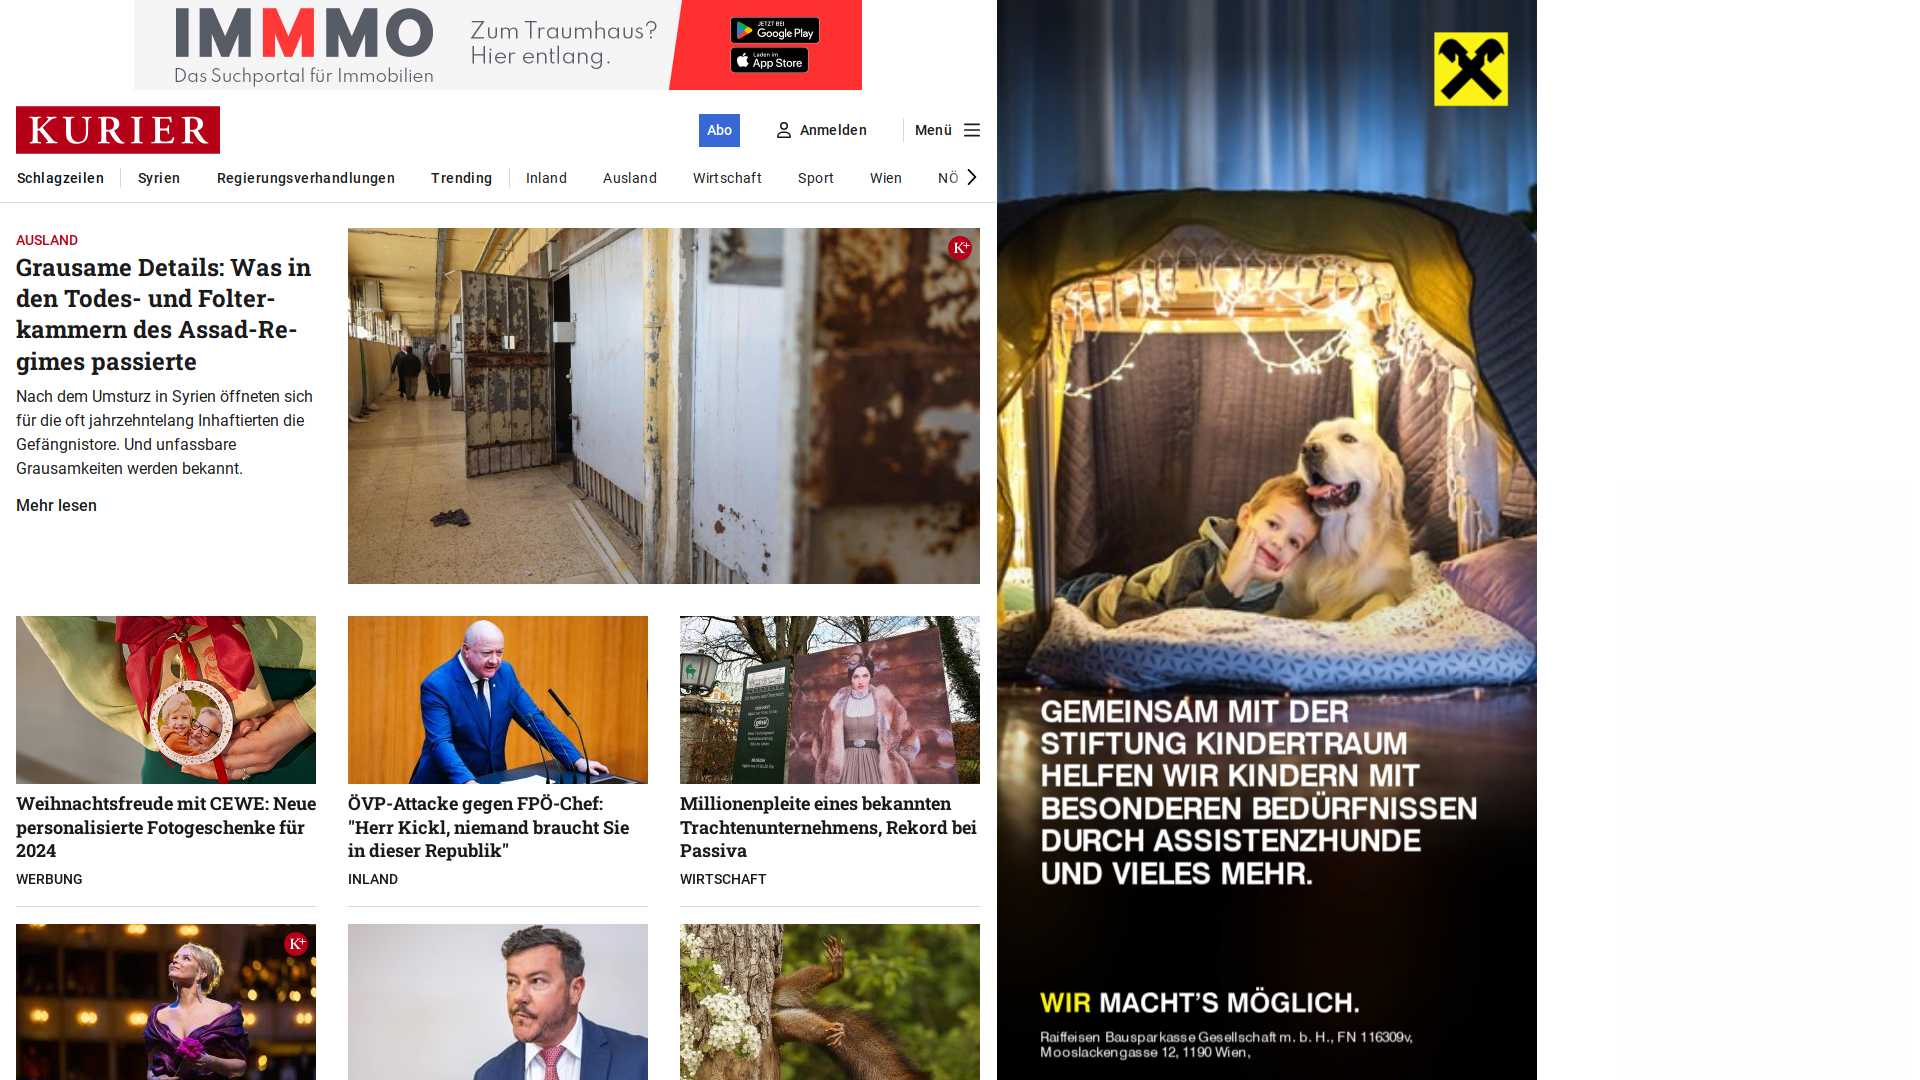 IMMMO
Das Suchportal für Immobilien
Zum Traumhaus?
Hier entlang.
JETZT BEI
Google Play
Laden im
App Store
KURIER
Abo
Anmelden
Menü
Schlagzeilen
Syrien
Regierungsverhandlungen
Trending
Inland
Ausland
Wirtschaft
Sport
Wien
NÖ
AUSLAND
Grausame Details: Was in
den Todes- und Folter-
kammern des Assad-Re-
gimes passierte
Nach dem Umsturz in Syrien öffneten sich
für die oft jahrzehntelang Inhaftierten die
Gefängnistore. Und unfassbare
Grausamkeiten werden bekannt.
Mehr lesen
K+
Weihnachtsfreude mit CEWE: Neue
personalisierte Fotogeschenke für
2024
WERBUNG
ÖVP-Attacke gegen FPÖ-Chef:
"Herr Kickl, niemand braucht Sie
in dieser Republik"
INLAND
Millionenpleite eines bekannten
Trachtenunternehmens, Rekord bei
Passiva
WIRTSCHAFT
K+
GEMEINSAM MIT DER
STIFTUNG KINDERTRAUM
HELFEN WIR KINDERN MIT
BESONDEREN BEDÜRFNISSEN
DURCH ASSISTENZHUNDE
UND VIELES MEHR.
WIR MACHT'S MÖGLICH.
Raiffeisen Bausparkasse Gesellschaft m. b. H., FN 116309v,
Mooslackengasse 12, 1190 Wien,